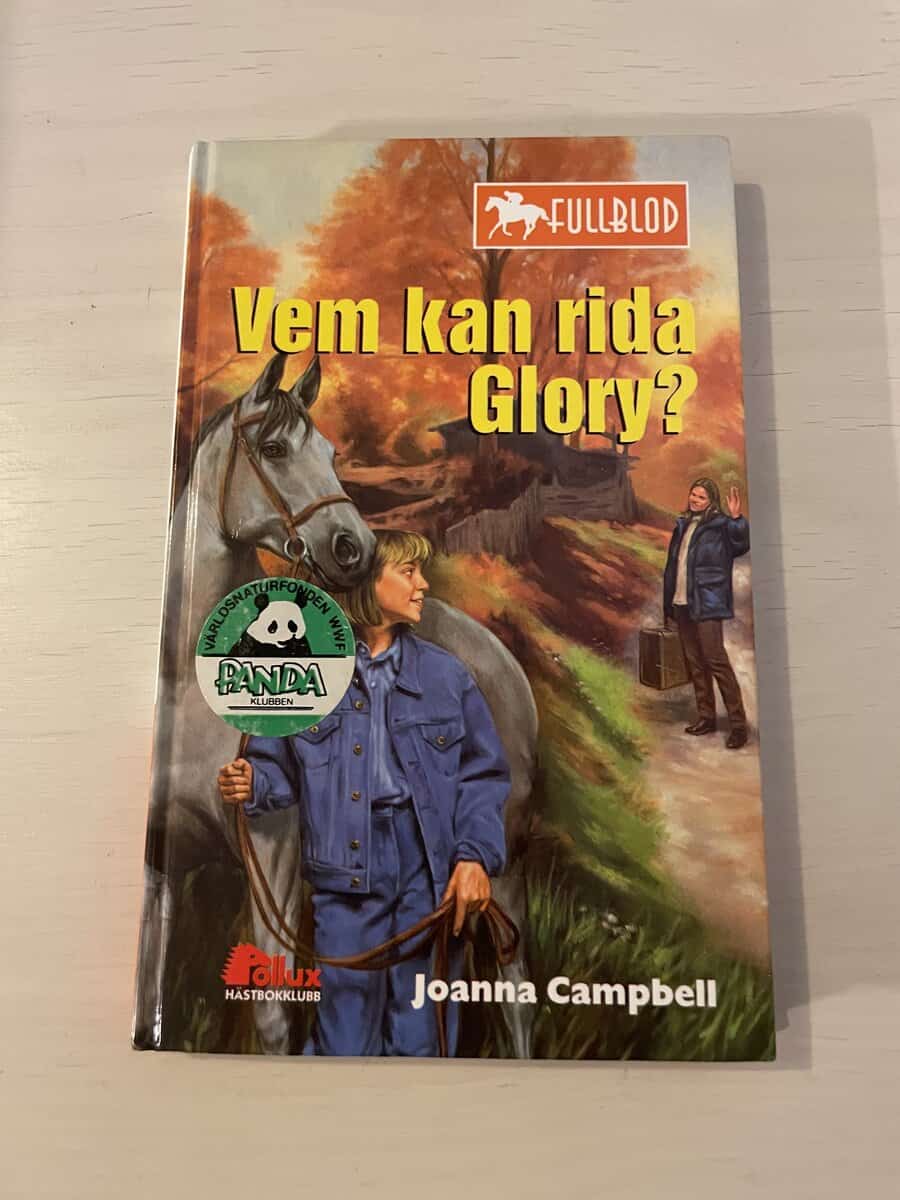 FULLBLOD
Vem kan rida
Glory?
VÄRLDSNATURFONDEN WWF
PANDA
KLUBBEN
Pollux
HÄSTBOKKLUBB
Joanna Campbell